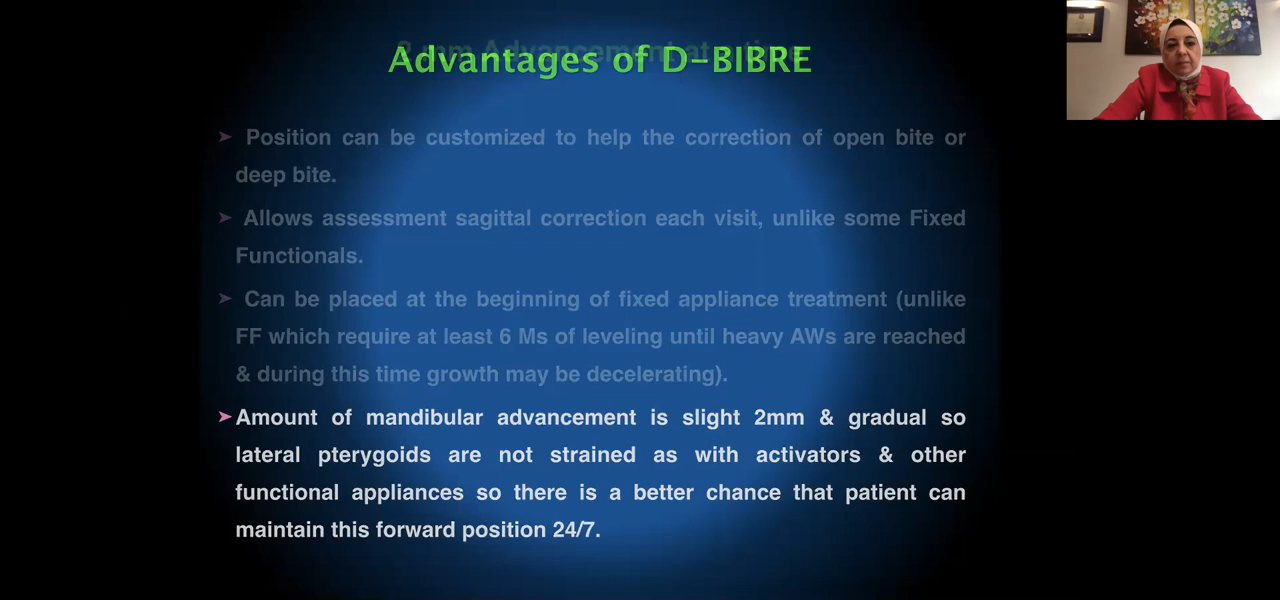 Advantages of D-BIBRE
➤ Position can be customized to help the correction of open bite or
deep bite.
➤ Allows assessment sagittal correction each visit, unlike some Fixed
Functionals.
➤ Can be placed at the beginning of fixed appliance treatment (unlike
FF which require at least 6 Ms of leveling until heavy AWs are reached
& during this time growth may be decelerating).
➤ Amount of mandibular advancement is slight 2mm & gradual so
lateral pterygoids are not strained as with activators & other
functional appliances so there is a better chance that patient can
maintain this forward position 24/7.